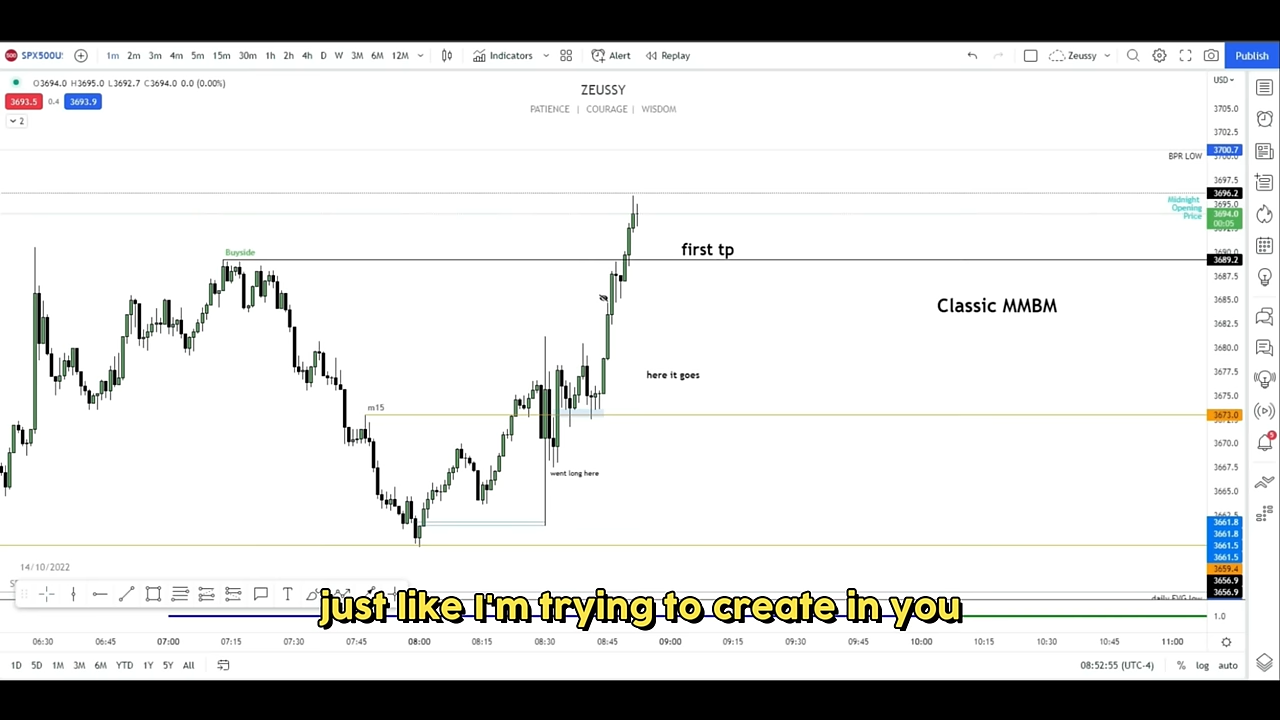 SPX500U
1m 2m 3m 4m 5m 15m 30m 1h 2h 4h D W 3M 6M 12M
Indicators
Alert
Replay
Zeussy
Publish
O3694.0 H3695.0 L3692.7 C3694.0 0.0 (0.00%)
3693.5 0.4 3693.9
2
ZEUSSY
PATIENCE | COURAGE | WISDOM
USD
3705.0
3702.5
BPR LOW
3700.7
3697.5
3696.2
Midnight
Opening
Price
3695.0
3694.0
00:05
Buyside
first tp
3689.2
3687.5
Classic MMBM
3685.0
3682.5
3680.0
here it goes
3677.5
3675.0
m15
3673.0
3670.0
went long here
3667.5
3665.0
3661.8
3661.8
3661.5
3661.5
3659.4
3656.9
3656.9
14/10/2022
just like I'm trying to create in you
1.0
06:30 06:45 07:00 07:15 07:30 07:45 08:00 08:15 08:30 08:45 09:00 09:15 09:30 09:45 10:00 10:15 10:30 10:45 11:00
1D 5D 1M 3M 6M YTD 1Y 5Y All
08:52:55 (UTC-4) % log auto